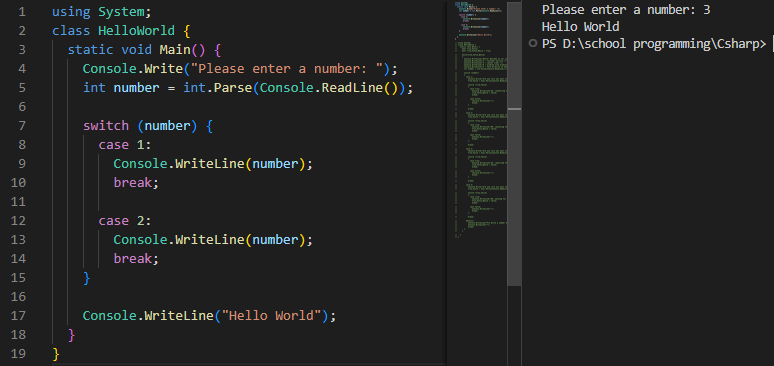 1 using System;
2 class HelloWorld {
3 static void Main() {
4 Console.Write("Please enter a number: ");
5 int number = int.Parse(Console.ReadLine());
6
7 switch (number) {
8 case 1:
9 Console.WriteLine(number);
10 break;
11
12 case 2:
13 Console.WriteLine(number);
14 break;
15 }
16
17 Console.WriteLine("Hello World");
18 }
19 }
Please enter a number: 3
Hello World
PS D:\school programming\Csharp>